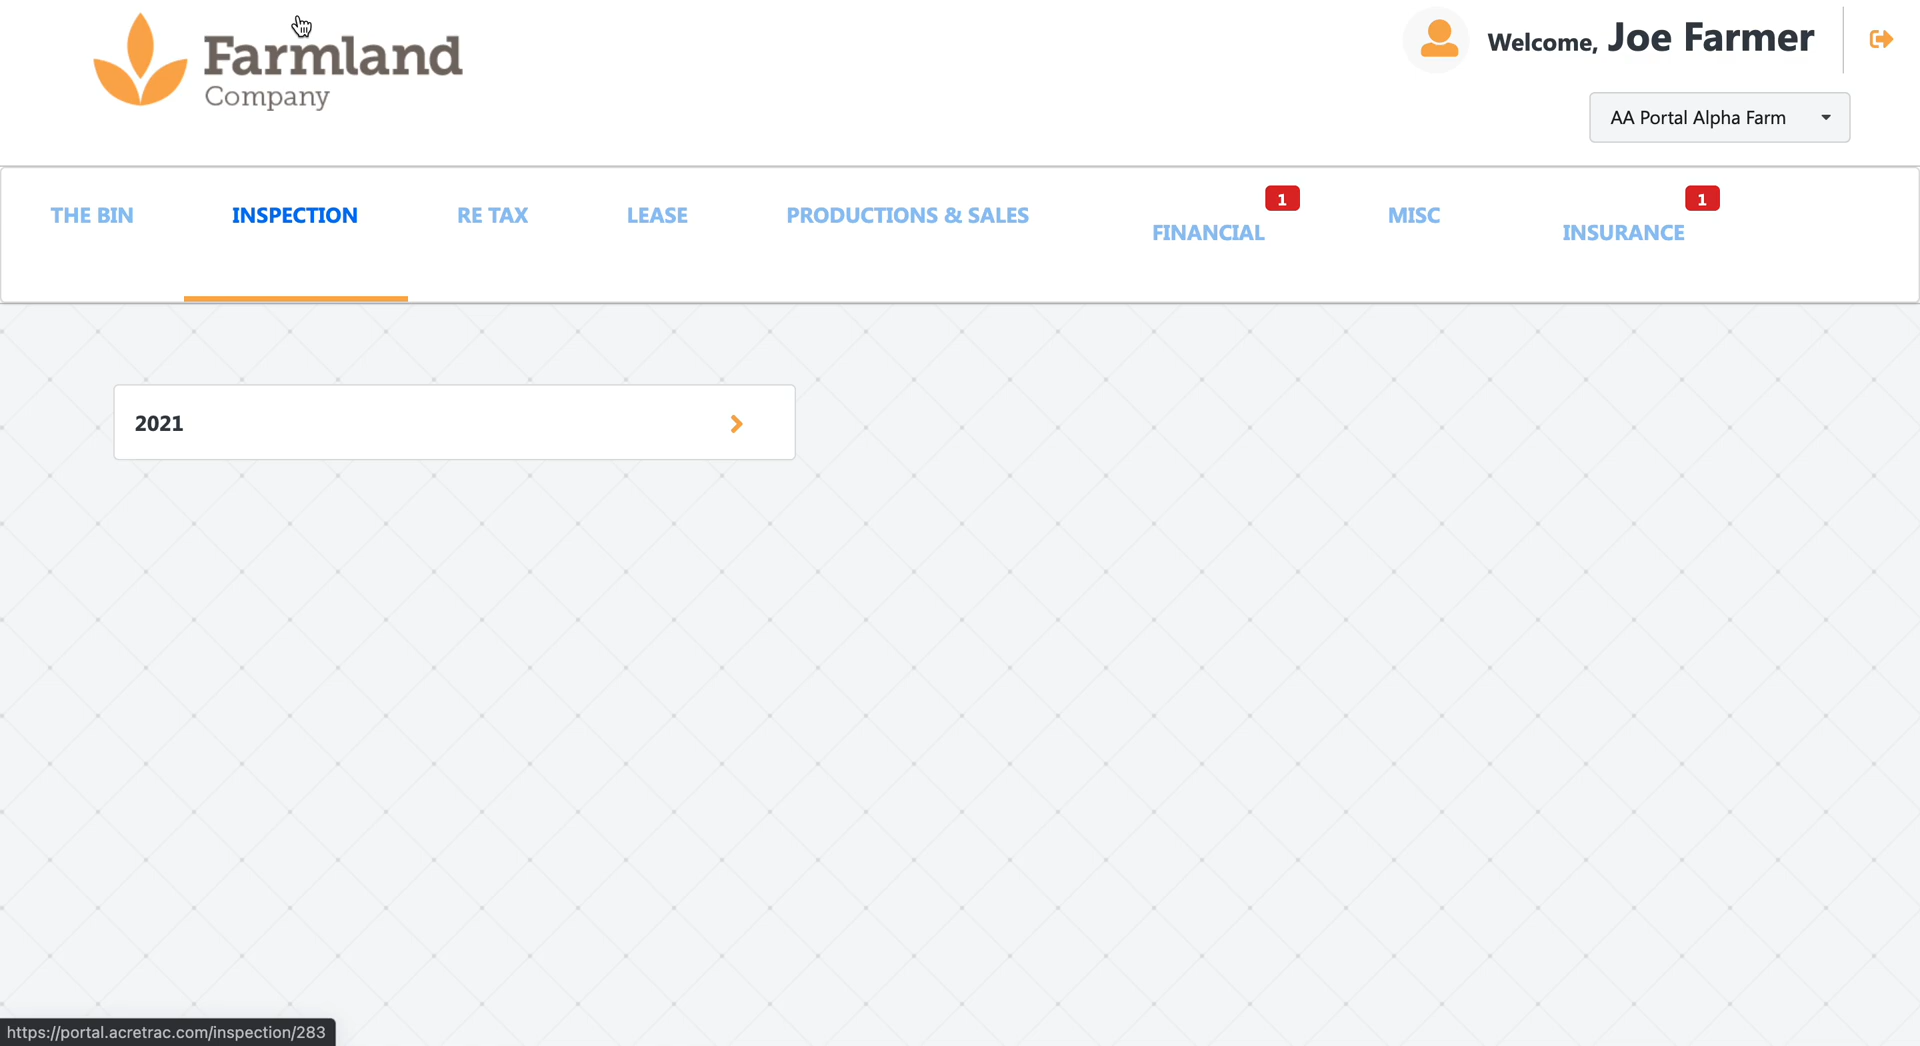 Farmland
Company
Welcome, Joe Farmer
AA Portal Alpha Farm
THE BIN
INSPECTION
RE TAX
LEASE
PRODUCTIONS & SALES
FINANCIAL
1
MISC
INSURANCE
1
2021
https://portal.acretrac.com/inspection/283